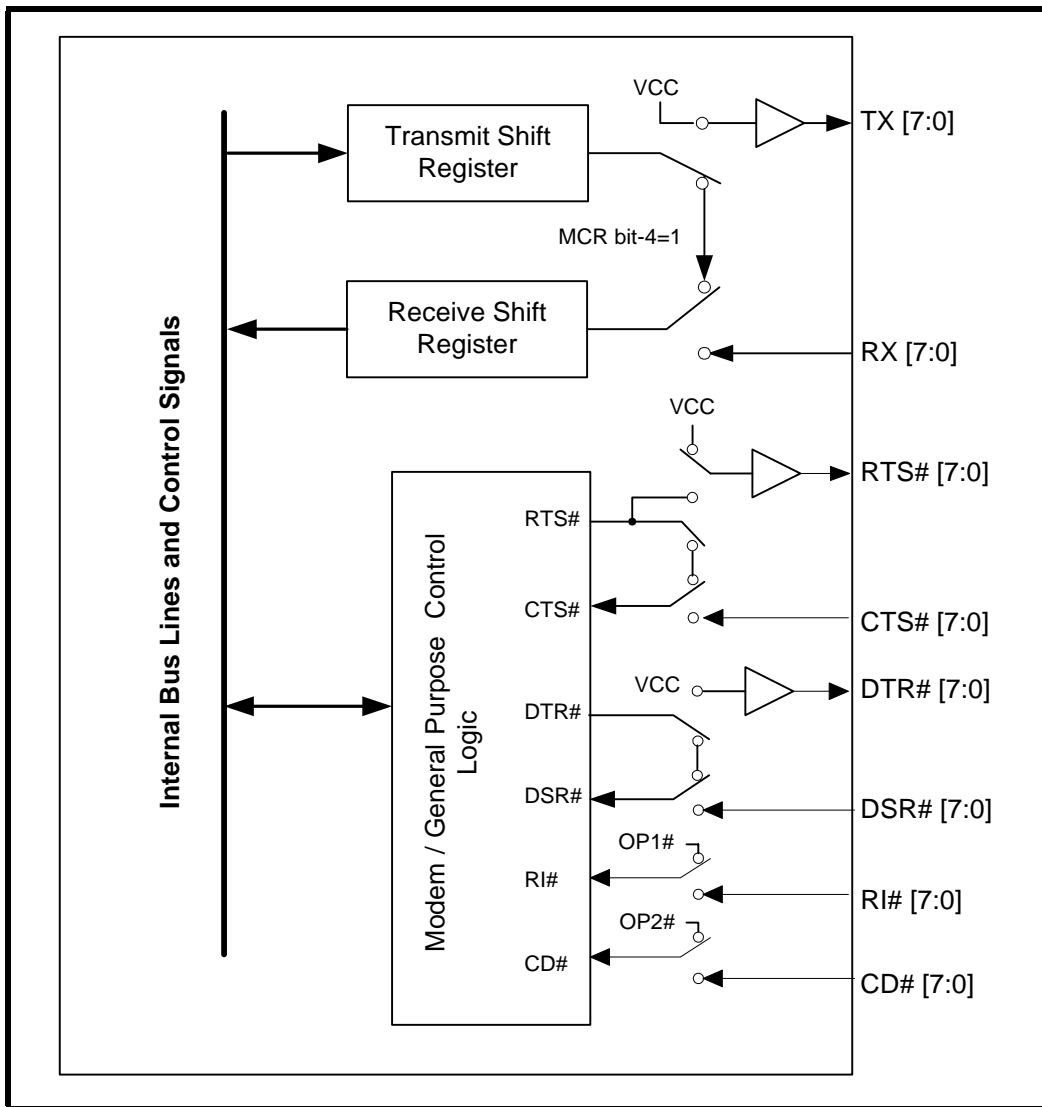 VCC
TX [7:0]
Transmit Shift
Register
MCR bit-4=1
Receive Shift
Register
RX [7:0]
Internal Bus Lines and Control Signals
VCC
RTS# [7:0]
RTS#
CTS#
CTS# [7:0]
Modem / General Purpose Control
Logic
VCC
DTR# [7:0]
DTR#
DSR#
DSR# [7:0]
OP1#
RI#
RI# [7:0]
OP2#
CD#
CD# [7:0]